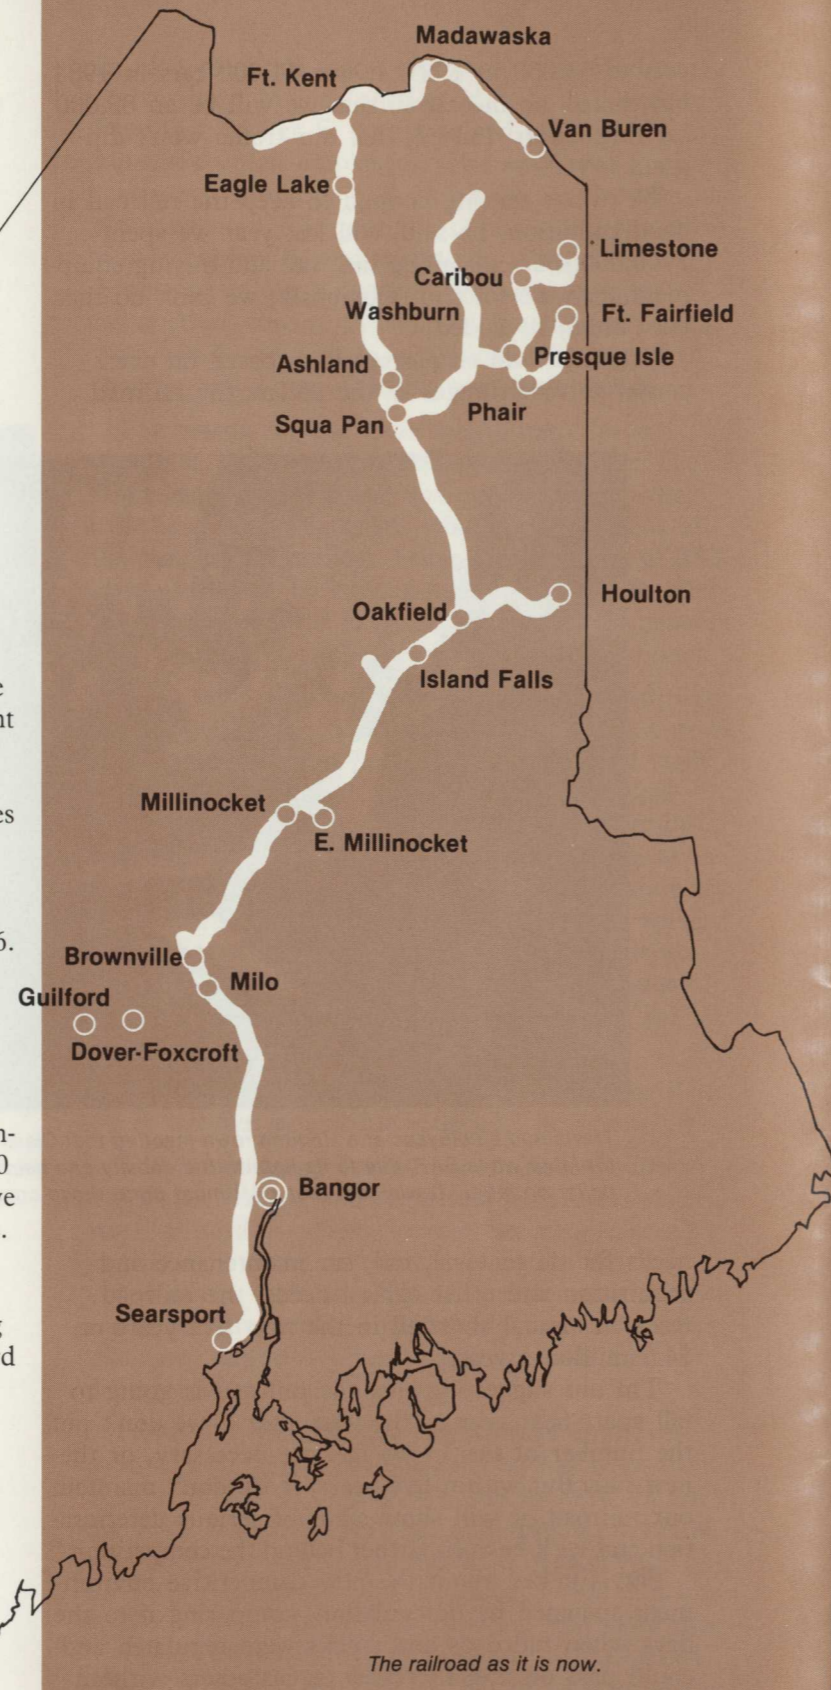 Madawaska
Ft. Kent
Van Buren
Eagle Lake
Limestone
Caribou
Washburn
Ft. Fairfield
Presque Isle
Ashland
Phair
Squa Pan
Houlton
Oakfield
Island Falls
Millinocket
E. Millinocket
Brownville
Milo
Guilford
Dover-Foxcroft
Bangor
Searsport
The railroad as it is now.